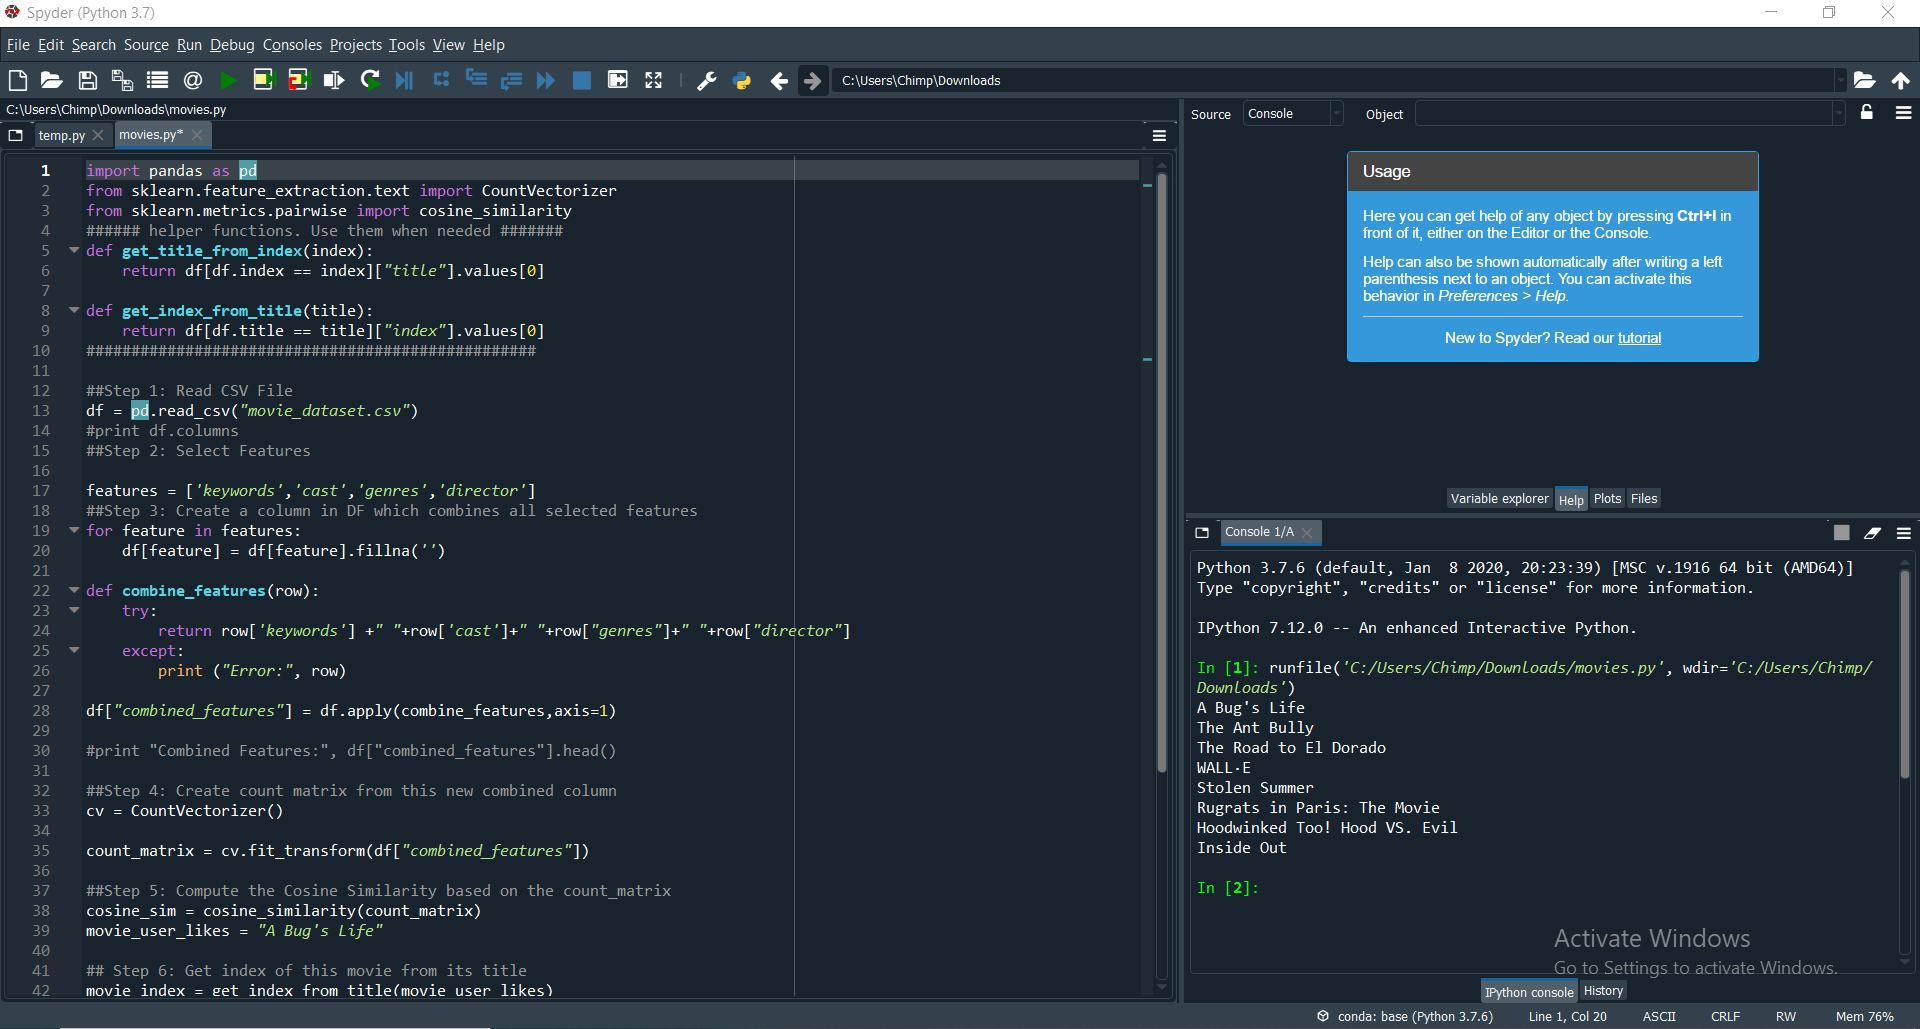 Spyder (Python 3.7)
File Edit Search Source Run Debug Consoles Projects Tools View Help
C:\Users\Chimp\Downloads
C:\Users\Chimp\Downloads\movies.py
temp.py
movies.py*
1 import pandas as pd
2 from sklearn.feature_extraction.text import CountVectorizer
3 from sklearn.metrics.pairwise import cosine_similarity
4 ###### helper functions. Use them when needed #######
5 def get_title_from_index(index):
6 return df[df.index == index]["title"].values[0]
7
8 def get_index_from_title(title):
9 return df[df.title == title]["index"].values[0]
10 ##################################################
11
12 ##Step 1: Read CSV File
13 df = pd.read_csv("movie_dataset.csv")
14 #print df.columns
15 ##Step 2: Select Features
16
17 features = ['keywords','cast','genres','director']
18 ##Step 3: Create a column in DF which combines all selected features
19 for feature in features:
20 df[feature] = df[feature].fillna('')
21
22 def combine_features(row):
23 try:
24 return row['keywords'] +" "+row['cast']+" "+row["genres"]+" "+row["director"]
25 except:
26 print ("Error:", row)
27
28 df["combined_features"] = df.apply(combine_features,axis=1)
29
30 #print "Combined Features:", df["combined_features"].head()
31
32 ##Step 4: Create count matrix from this new combined column
33 cv = CountVectorizer()
34
35 count_matrix = cv.fit_transform(df["combined_features"])
36
37 ##Step 5: Compute the Cosine Similarity based on the count_matrix
38 cosine_sim = cosine_similarity(count_matrix)
39 movie_user_likes = "A Bug's Life"
40
41 ## Step 6: Get index of this movie from its title
42 movie_index = get_index_from_title(movie_user_likes)
Source Console Object
Usage
Here you can get help of any object by pressing Ctrl+I in
front of it, either on the Editor or the Console.
Help can also be shown automatically after writing a left
parenthesis next to an object. You can activate this
behavior in Preferences > Help.
New to Spyder? Read our tutorial
Variable explorer Help Plots Files
Console 1/A
Python 3.7.6 (default, Jan  8 2020, 20:23:39) [MSC v.1916 64 bit (AMD64)]
Type "copyright", "credits" or "license" for more information.
IPython 7.12.0 -- An enhanced Interactive Python.
In [1]: runfile('C:/Users/Chimp/Downloads/movies.py', wdir='C:/Users/Chimp/
Downloads')
A Bug's Life
The Ant Bully
The Road to El Dorado
WALL·E
Stolen Summer
Rugrats in Paris: The Movie
Hoodwinked Too! Hood VS. Evil
Inside Out
In [2]:
Activate Windows
Go to Settings to activate Windows.
IPython console History
conda: base (Python 3.7.6) Line 1, Col 20 ASCII CRLF RW Mem 76%